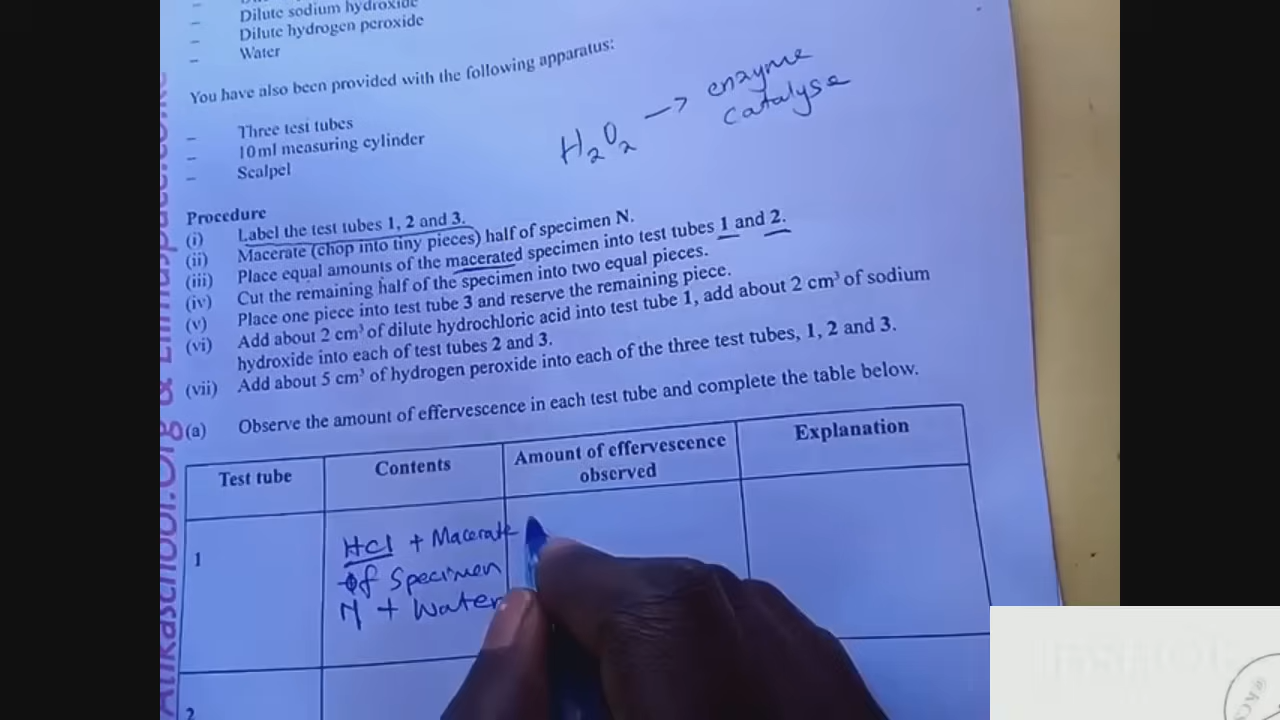 Dilute sodium hydroxide
- Dilute hydrogen peroxide
- Water
You have also been provided with the following apparatus:
- Three test tubes
- 10ml measuring cylinder
- Scalpel
H₂O₂ → enzyme
catalyse
Procedure
(i) Label the test tubes 1, 2 and 3.
(ii) Macerate (chop into tiny pieces) half of specimen N.
(iii) Place equal amounts of the macerated specimen into test tubes 1 and 2.
(iv) Cut the remaining half of the specimen into two equal pieces.
(v) Place one piece into test tube 3 and reserve the remaining piece.
(vi) Add about 2 cm³ of dilute hydrochloric acid into test tube 1, add about 2 cm³ of sodium
hydroxide into each of test tubes 2 and 3.
(vii) Add about 5 cm³ of hydrogen peroxide into each of the three test tubes, 1, 2 and 3.
(a) Observe the amount of effervescence in each test tube and complete the table below.
Test tube Contents Amount of effervescence Explanation
observed
1 HCl + Macerate
of Specimen
N + Water
2